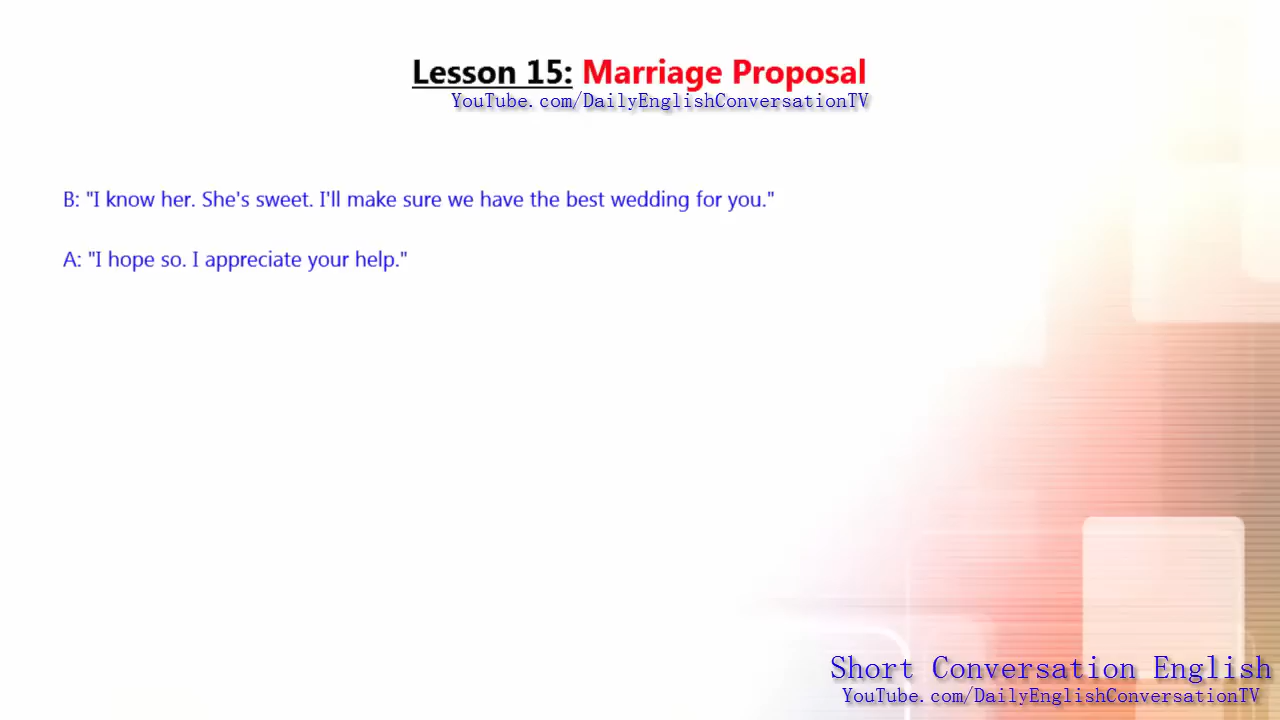 Lesson 15: Marriage Proposal
YouTube.com/DailyEnglishConversationTV
B: "I know her. She's sweet. I'll make sure we have the best wedding for you."
A: "I hope so. I appreciate your help."
Short Conversation English
YouTube.com/DailyEnglishConversationTV